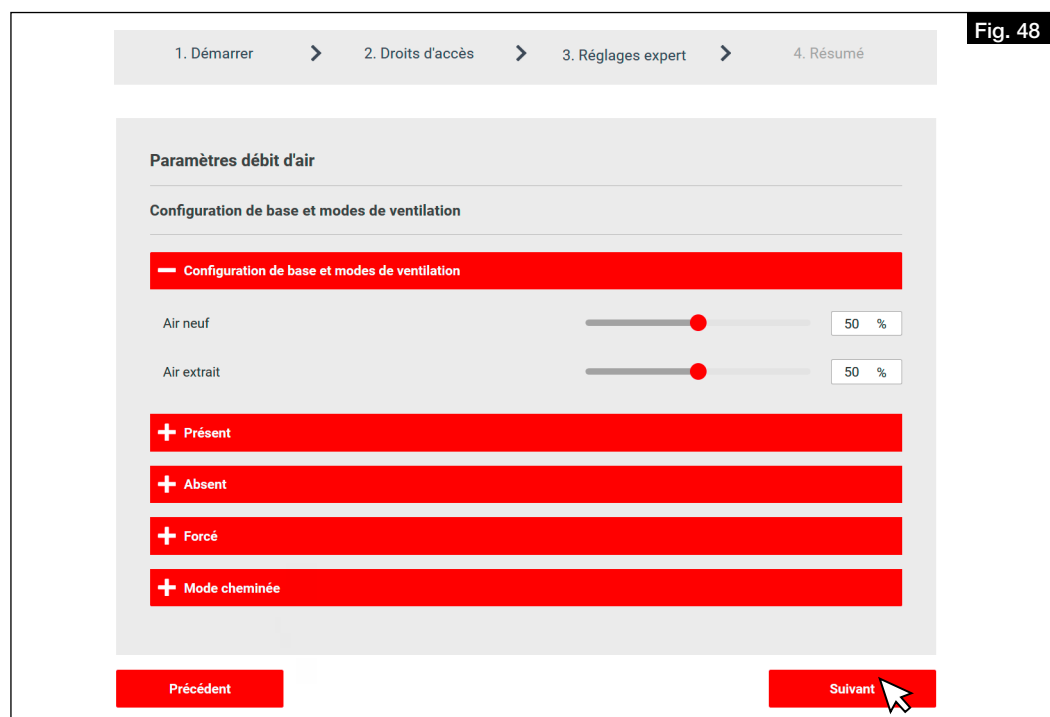 Fig. 48
1. Démarrer 2. Droits d'accès 3. Réglages expert 4. Résumé
Paramètres débit d'air
Configuration de base et modes de ventilation
Configuration de base et modes de ventilation
Air neuf 50 %
Air extrait 50 %
Présent
Absent
Forcé
Mode cheminée
Précédent Suivant